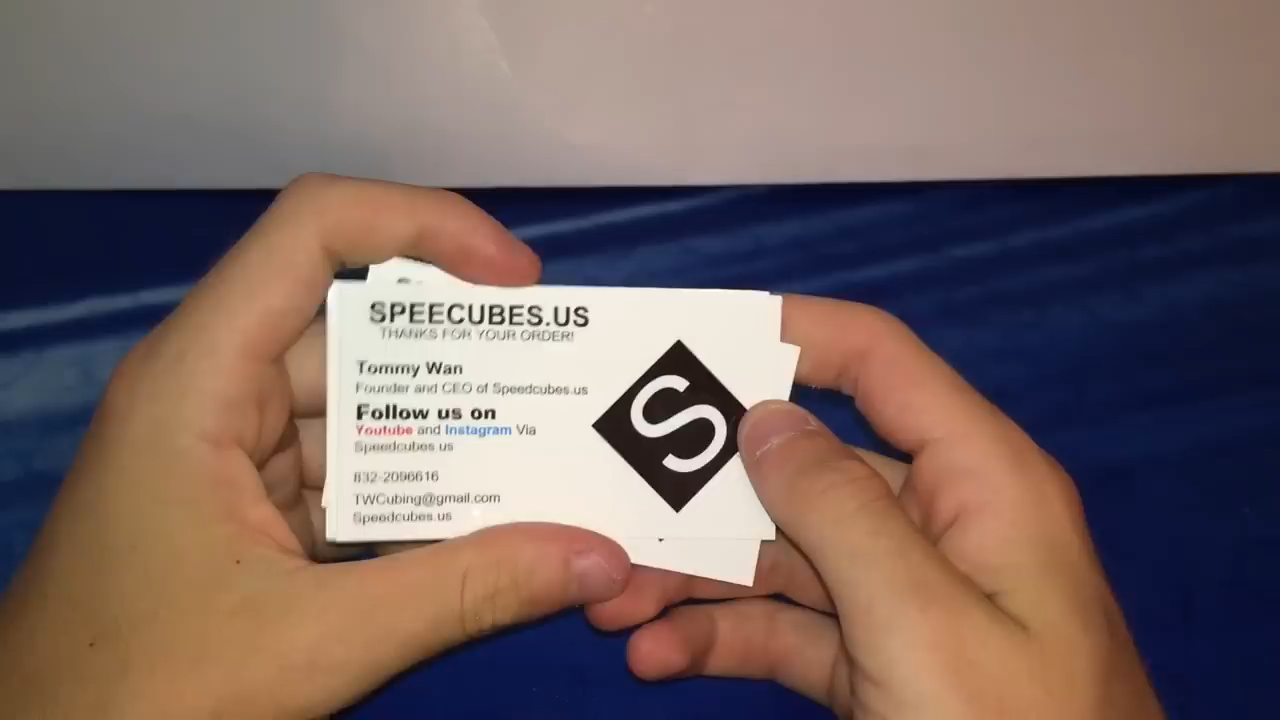 SPEECUBES.US
THANKS FOR YOUR ORDER!
Tommy Wan
Founder and CEO of Speedcubes.us
Follow us on
Youtube and Instagram Via
Speedcubes.us
832-2096616
TWCubing@gmail.com
Speedcubes.us
S